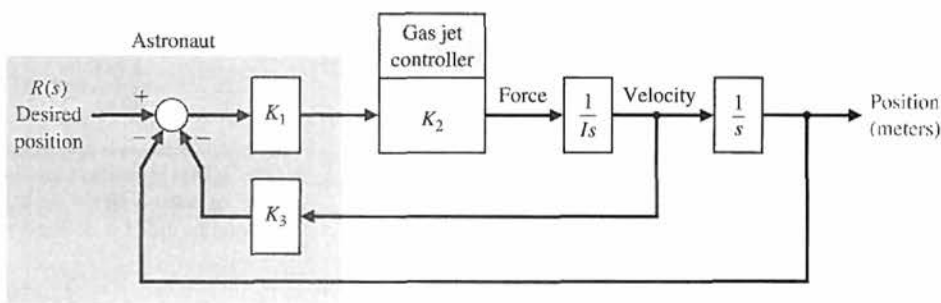 Astronaut
Gas jet
controller
R(s)
Desired
position
+
−
−
K₁
K₂
Force
1
Is
Velocity
1
s
Position
(meters)
K₃